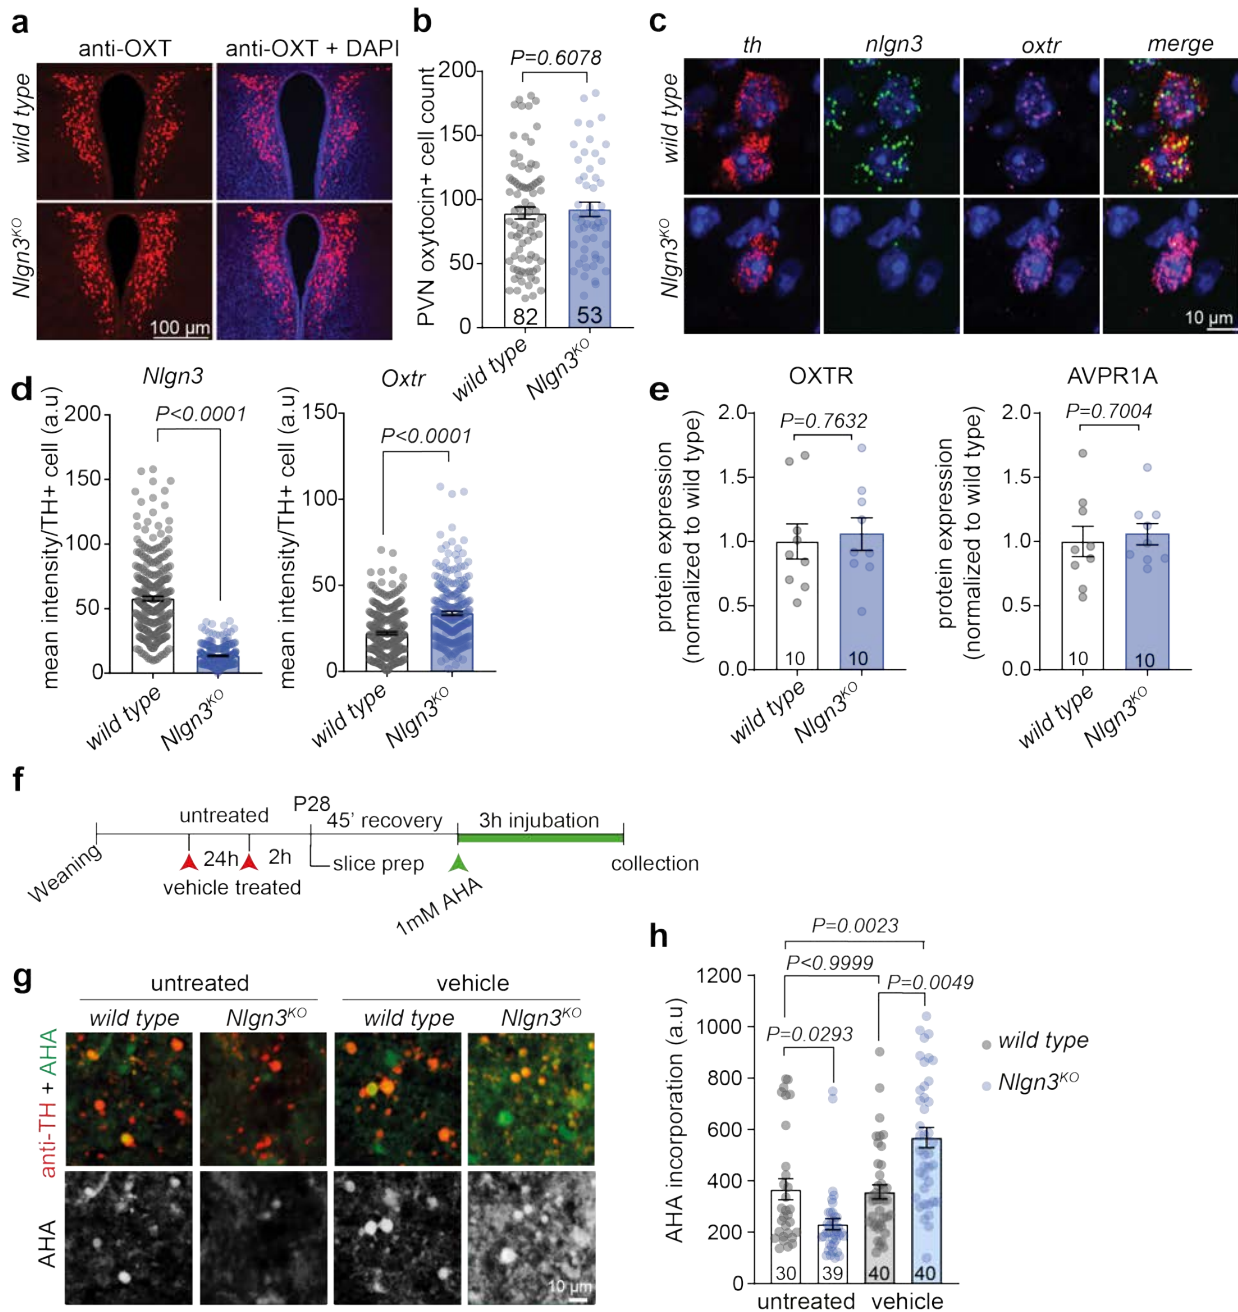 a
anti-OXT
anti-OXT + DAPI
wild type
Nlgn3KO
100 µm
b
P=0.6078
PVN oxytocin+ cell count
200
150
100
50
0
82
53
wild type
Nlgn3KO
c
th
nlgn3
oxtr
merge
wild type
Nlgn3KO
10 µm
d
Nlgn3
mean intensity/TH+ cell (a.u)
P<0.0001
200
150
100
50
0
wild type
Nlgn3KO
Oxtr
mean intensity/TH+ cell (a.u)
P<0.0001
150
100
50
0
wild type
Nlgn3KO
e
OXTR
protein expression
(normalized to wild type)
P=0.7632
2.0
1.5
1.0
0.5
0.0
10
10
wild type
Nlgn3KO
AVPR1A
protein expression
(normalized to wild type)
P=0.7004
2.0
1.5
1.0
0.5
0.0
10
10
wild type
Nlgn3KO
f
Weaning
untreated
24h
2h
vehicle treated
P28
slice prep
45' recovery
1mM AHA
3h injubation
collection
g
untreated
vehicle
wild type
Nlgn3KO
wild type
Nlgn3KO
anti-TH + AHA
AHA
10 µm
h
P=0.0023
P<0.9999
P=0.0049
P=0.0293
AHA incorporation (a.u)
1200
1000
800
600
400
200
0
30
39
40
40
untreated
vehicle
wild type
Nlgn3KO